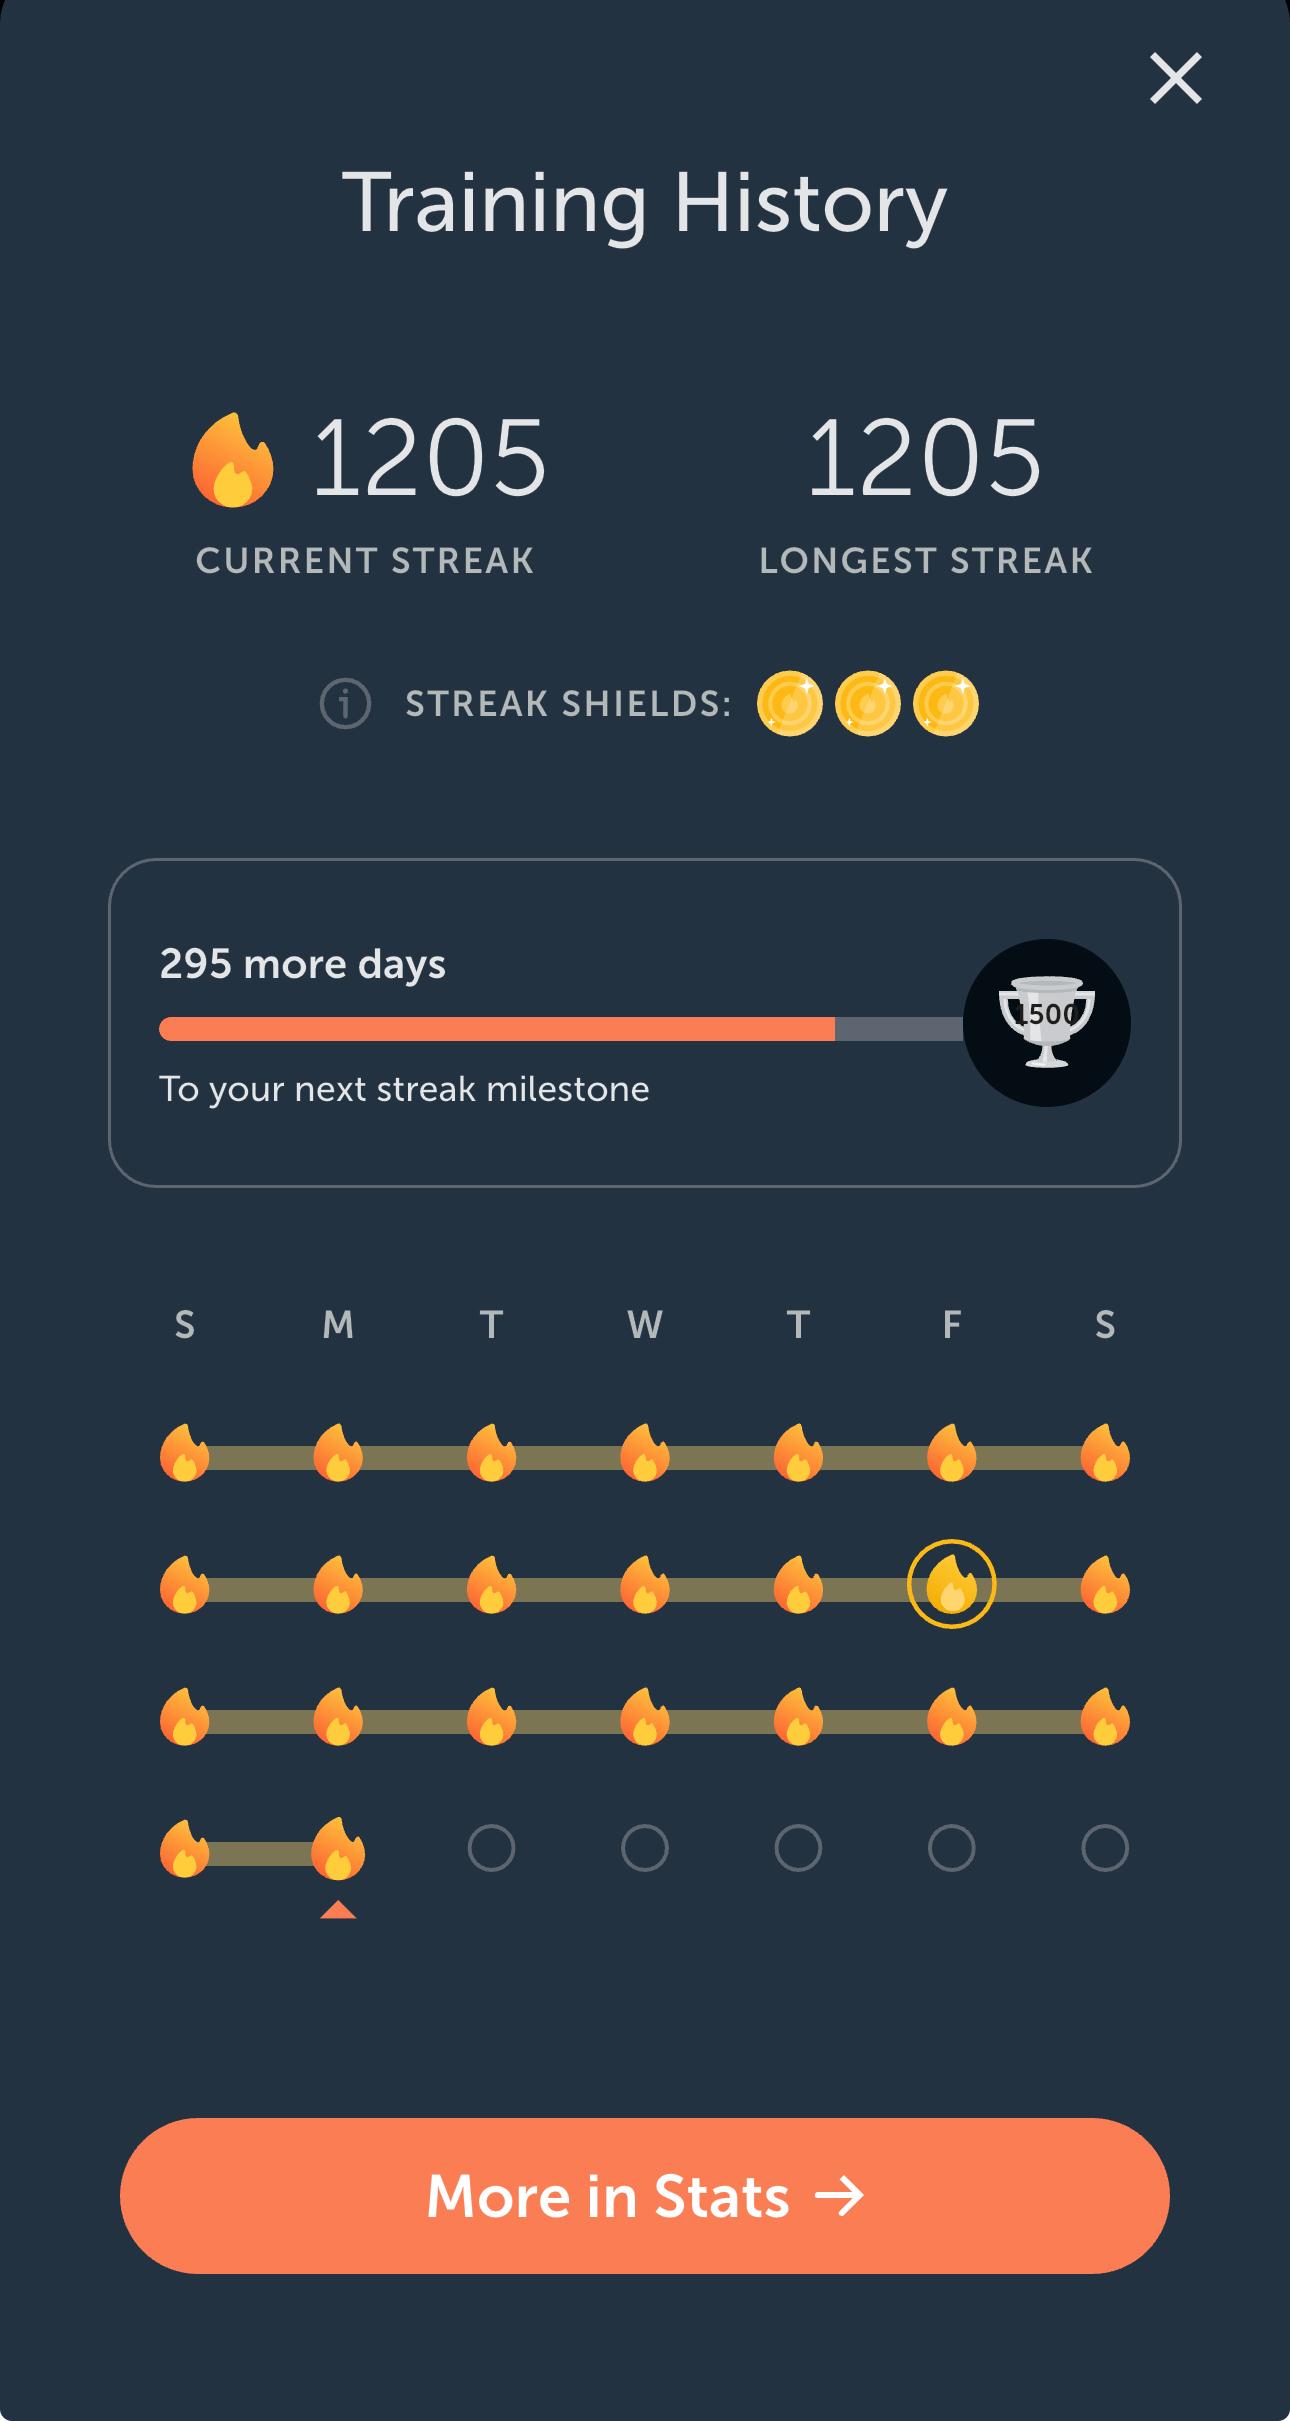 Training History
1205 1205
CURRENT STREAK LONGEST STREAK
STREAK SHIELDS:
295 more days
1500
To your next streak milestone
S M T W T F S
More in Stats →